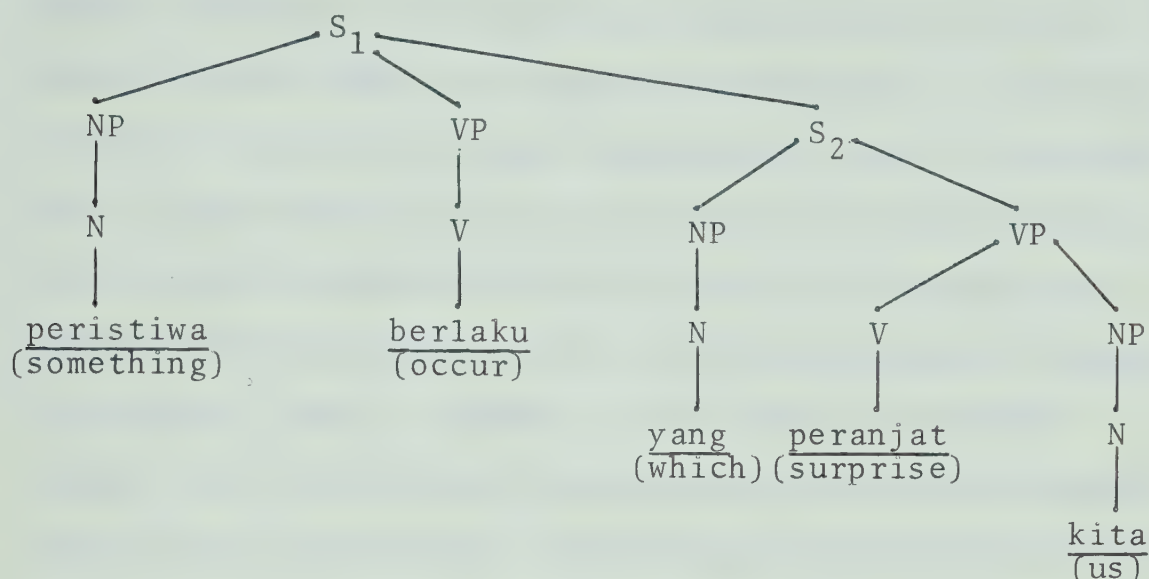 S1
NP VP S2
N V NP VP
peristiwa berlaku N V NP
(something) (occur)
yang peranjat N
(which) (surprise)
kita
(us)